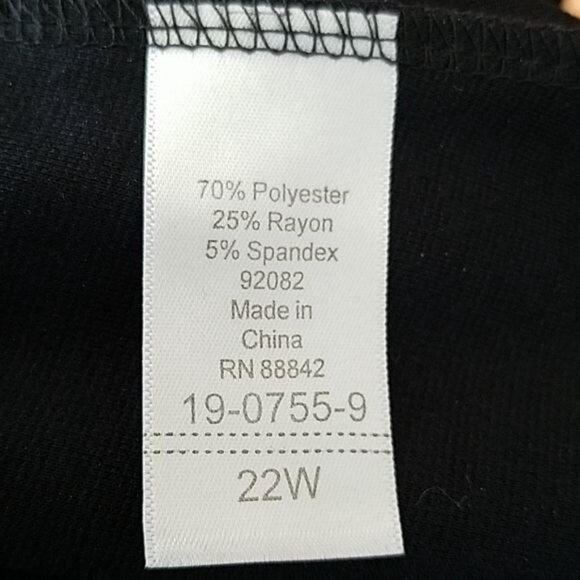 70% Polyester
25% Rayon
5% Spandex
92082
Made in
China
RN 88842
19-0755-9
22W